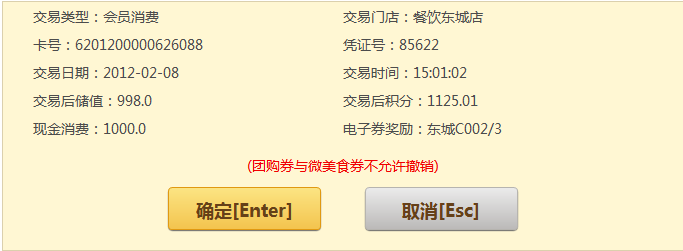 交易类型：会员消费 交易门店：餐饮东城店
卡号：6201200000626088 凭证号：85622
交易日期：2012-02-08 交易时间：15:01:02
交易后储值：998.0 交易后积分：1125.01
现金消费：1000.0 电子券奖励：东城C002/3
(团购券与微美食券不允许撤销)
确定[Enter] 取消[Esc]